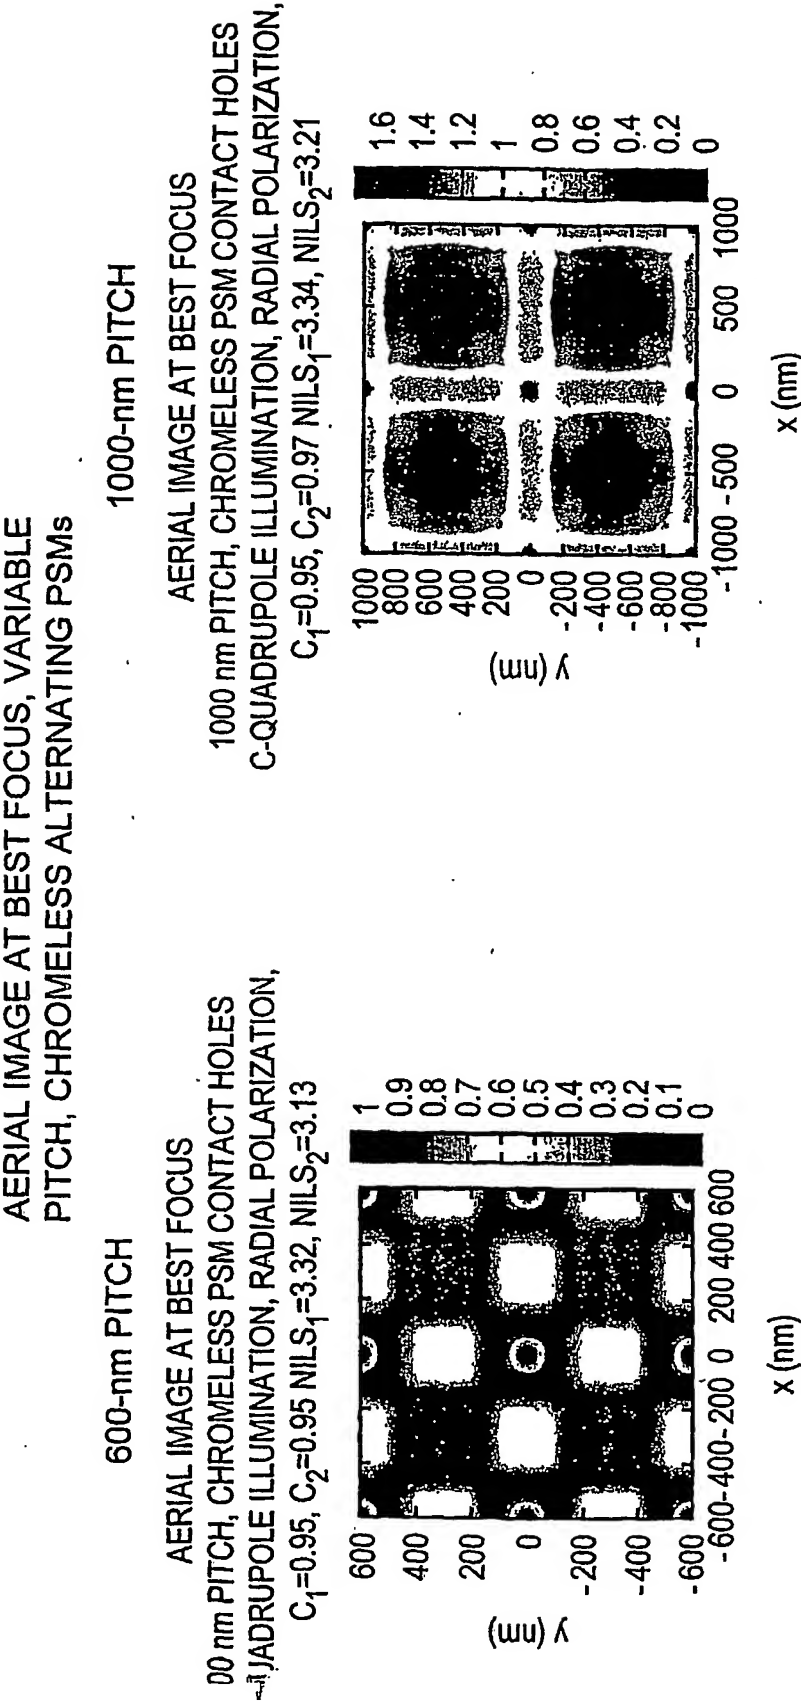 AERIAL IMAGE AT BEST FOCUS, VARIABLE
PITCH, CHROMELESS ALTERNATING PSMs
600-nm PITCH
AERIAL IMAGE AT BEST FOCUS
00 nm PITCH, CHROMELESS PSM CONTACT HOLES
JADRUPOLE ILLUMINATION, RADIAL POLARIZATION,
C1=0.95, C2=0.95 NILS1=3.32, NILS2=3.13
y (nm)
600
400
200
0
-200
-400
-600
-600-400-200 0 200 400 600
x (nm)
1
0.9
0.8
0.7
0.6
0.5
0.4
0.3
0.2
0.1
0
1000-nm PITCH
AERIAL IMAGE AT BEST FOCUS
1000 nm PITCH, CHROMELESS PSM CONTACT HOLES
C-QUADRUPOLE ILLUMINATION, RADIAL POLARIZATION,
C1=0.95, C2=0.97 NILS1=3.34, NILS2=3.21
y (nm)
1000
800
600
400
200
0
-200
-400
-600
-800
-1000
-1000 -500 0 500 1000
x (nm)
1.6
1.4
1.2
1
0.8
0.6
0.4
0.2
0